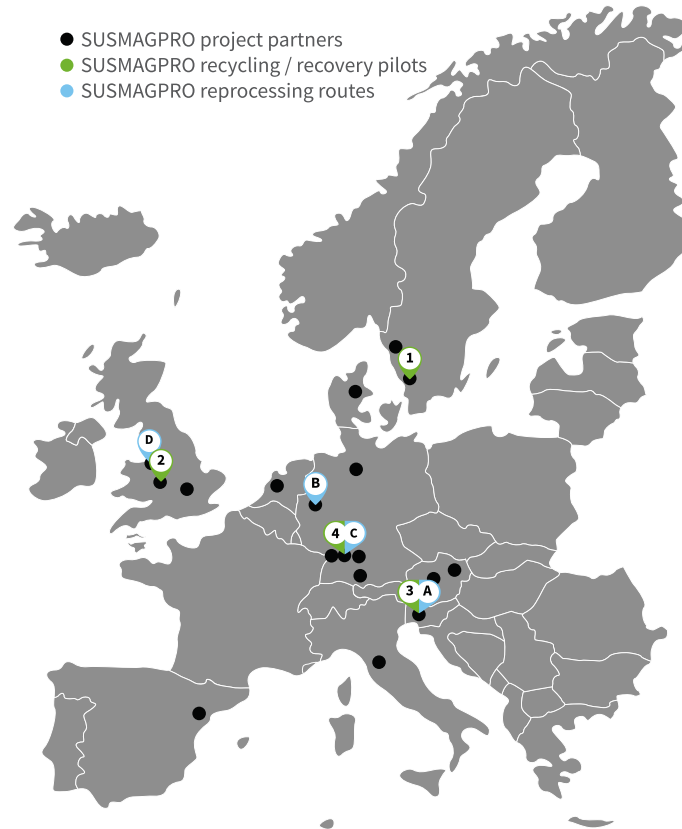 SUSMAGPRO project partners
SUSMAGPRO recycling / recovery pilots
SUSMAGPRO reprocessing routes
1
D
2
B
4 C
3 A